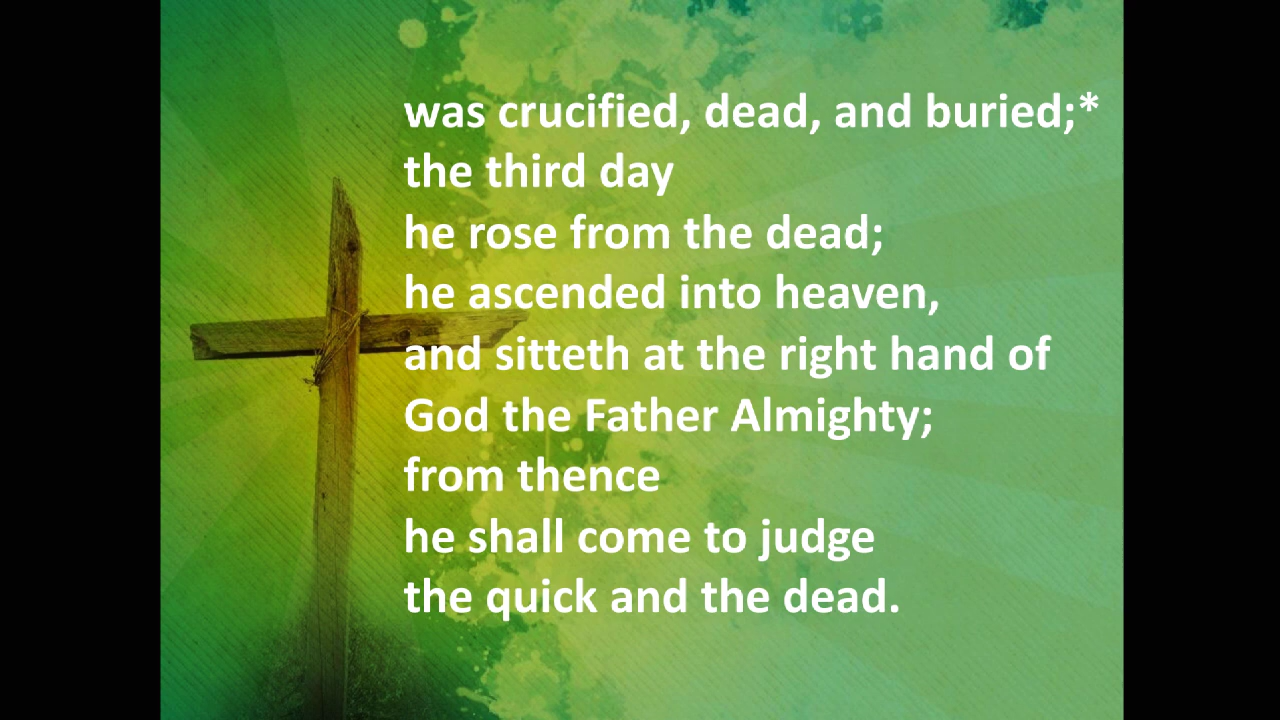 was crucified, dead, and buried;*
the third day
he rose from the dead;
he ascended into heaven,
and sitteth at the right hand of
God the Father Almighty;
from thence
he shall come to judge
the quick and the dead.